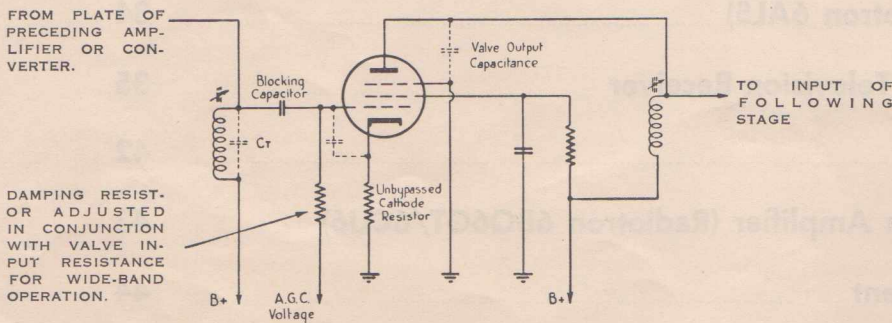 FROM PLATE OF
PRECEDING AMP-
LIFIER OR CON-
VERTER.
Blocking
Capacitor
Valve Output
Capacitance
TO INPUT OF
FOLLOWING
STAGE
CT
DAMPING RESIST-
OR ADJUSTED
IN CONJUNCTION
WITH VALVE IN-
PUT RESISTANCE
FOR WIDE-BAND
OPERATION.
Unbypassed
Cathode
Resistor
B+
A.G.C.
Voltage
B+